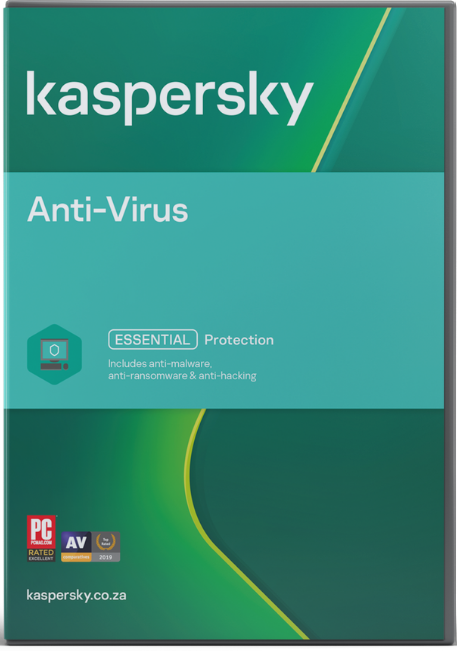 kaspersky
Anti-Virus
ESSENTIAL Protection
Includes anti-malware,
anti-ransomware & anti-hacking
PC
PCMAG.COM
RATED
EXCELLENT
AV
comparatives
Top
Rated
2019
kaspersky.co.za